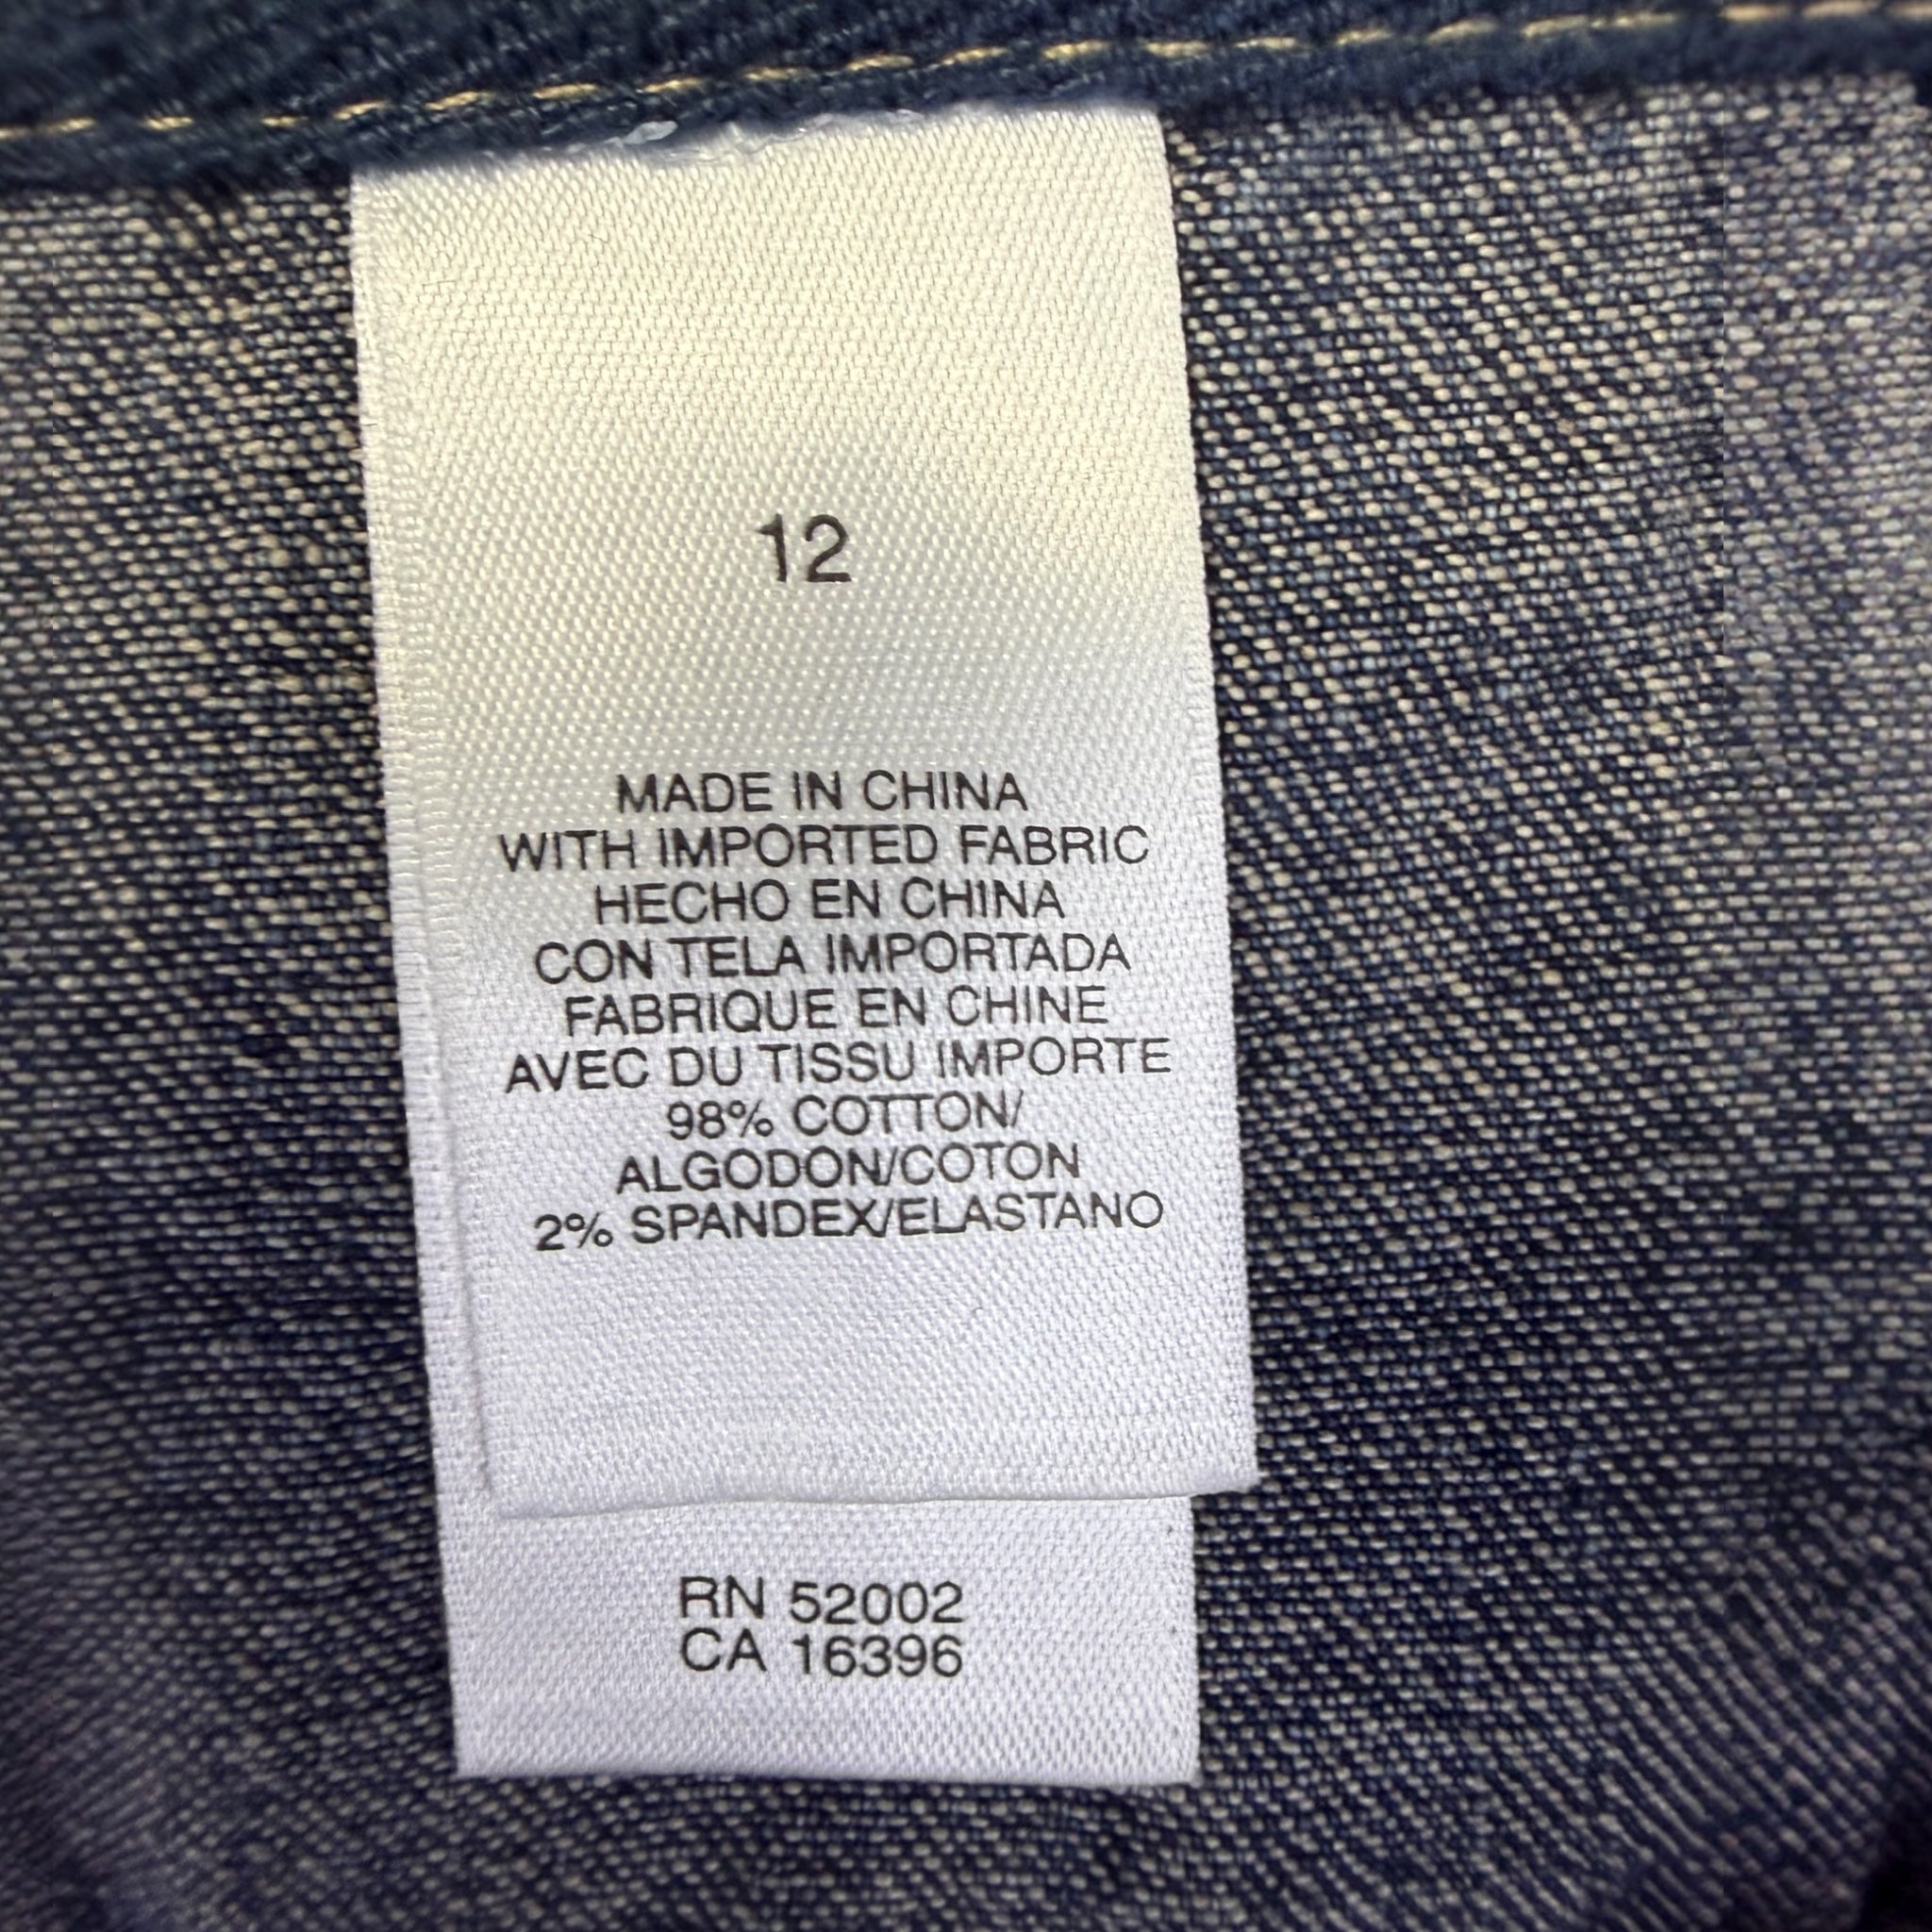 12
MADE IN CHINA
WITH IMPORTED FABRIC
HECHO EN CHINA
CON TELA IMPORTADA
FABRIQUE EN CHINE
AVEC DU TISSU IMPORTE
98% COTTON/
ALGODON/COTON
2% SPANDEX/ELASTANO
RN 52002
CA 16396